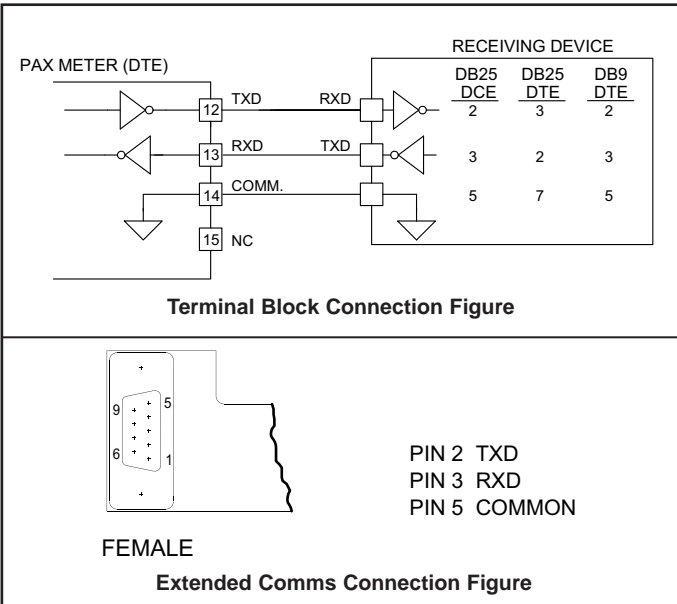 RECEIVING DEVICE
PAX METER (DTE)
DB25 DB25 DB9
DCE DTE DTE
12 TXD RXD 2 3 2
13 RXD TXD 3 2 3
14 COMM. 5 7 5
15 NC
Terminal Block Connection Figure
9 5
6 1
PIN 2 TXD
PIN 3 RXD
PIN 5 COMMON
FEMALE
Extended Comms Connection Figure